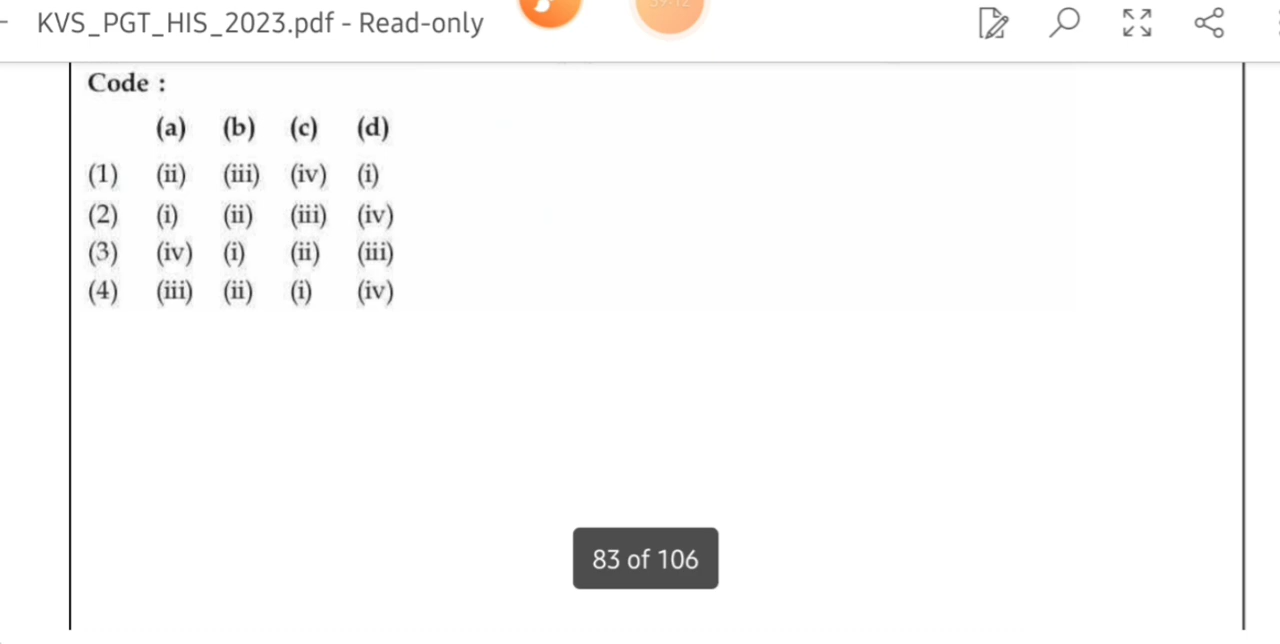 KVS_PGT_HIS_2023.pdf - Read-only
Code :
(a) (b) (c) (d)
(1) (ii) (iii) (iv) (i)
(2) (i) (ii) (iii) (iv)
(3) (iv) (i) (ii) (iii)
(4) (iii) (ii) (i) (iv)
83 of 106